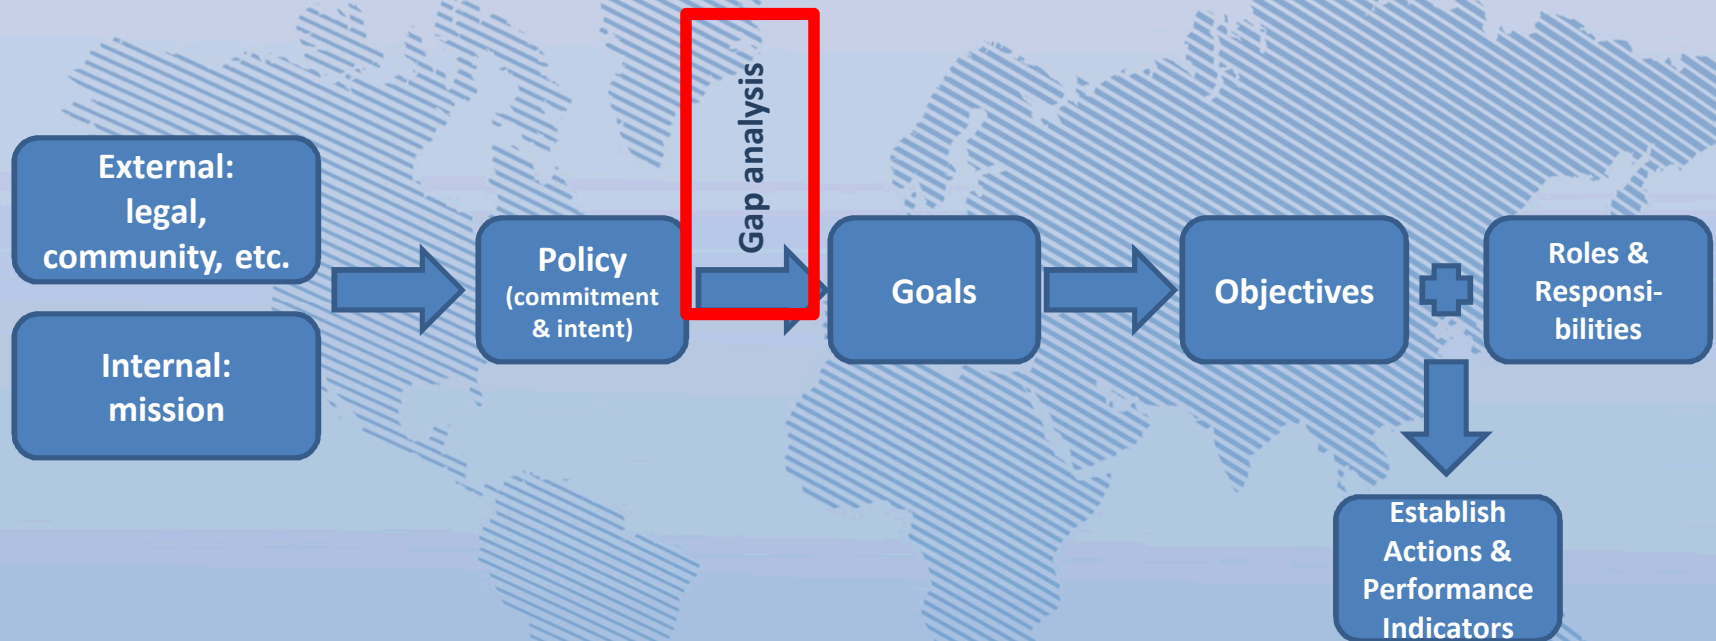 External:
legal,
community, etc.
Internal:
mission
Policy
(commitment
& intent)
Gap analysis
Goals
Objectives
Roles &
Responsi-
bilities
Establish
Actions &
Performance
Indicators